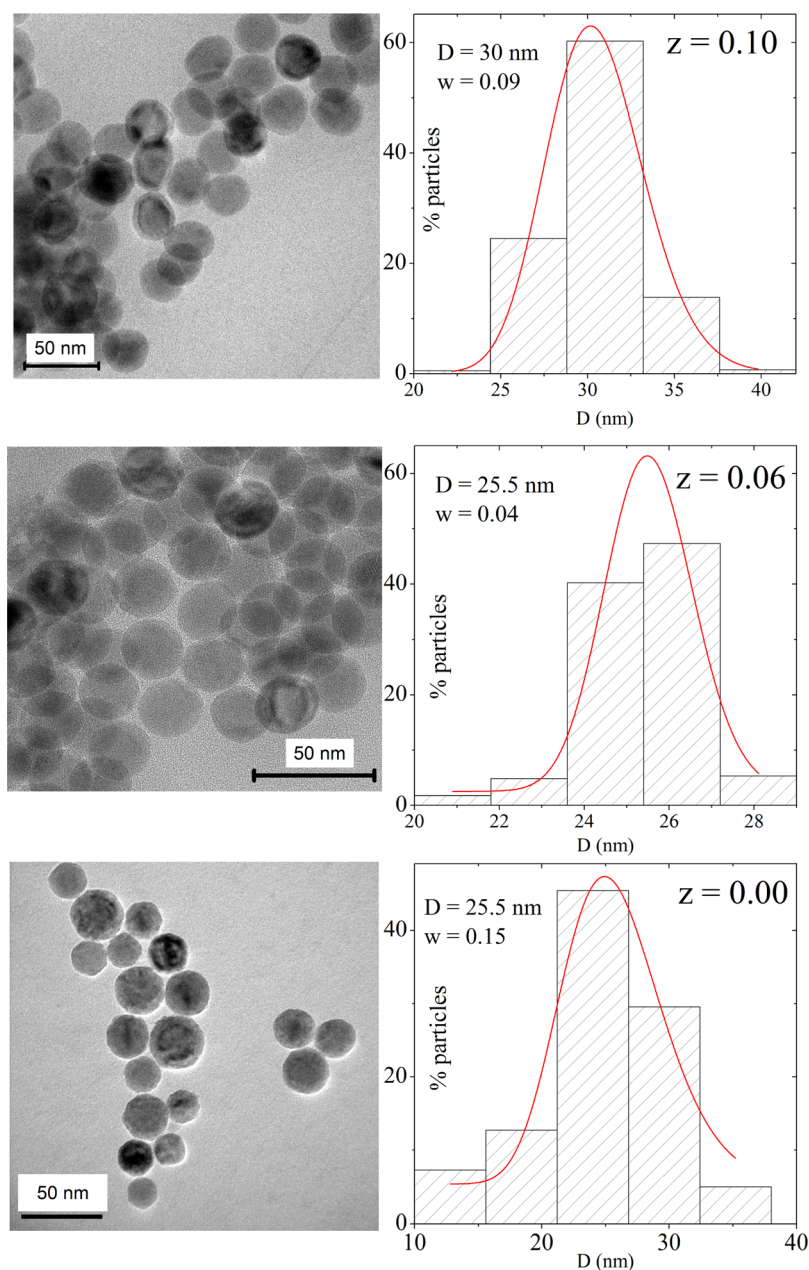 50 nm
60
40
20
0
% particles
D = 30 nm
w = 0.09
z = 0.10
20 25 30 35 40
D (nm)
50 nm
60
40
20
0
% particles
D = 25.5 nm
w = 0.04
z = 0.06
20 22 24 26 28
D (nm)
50 nm
40
20
0
% particles
D = 25.5 nm
w = 0.15
z = 0.00
10 20 30 40
D (nm)